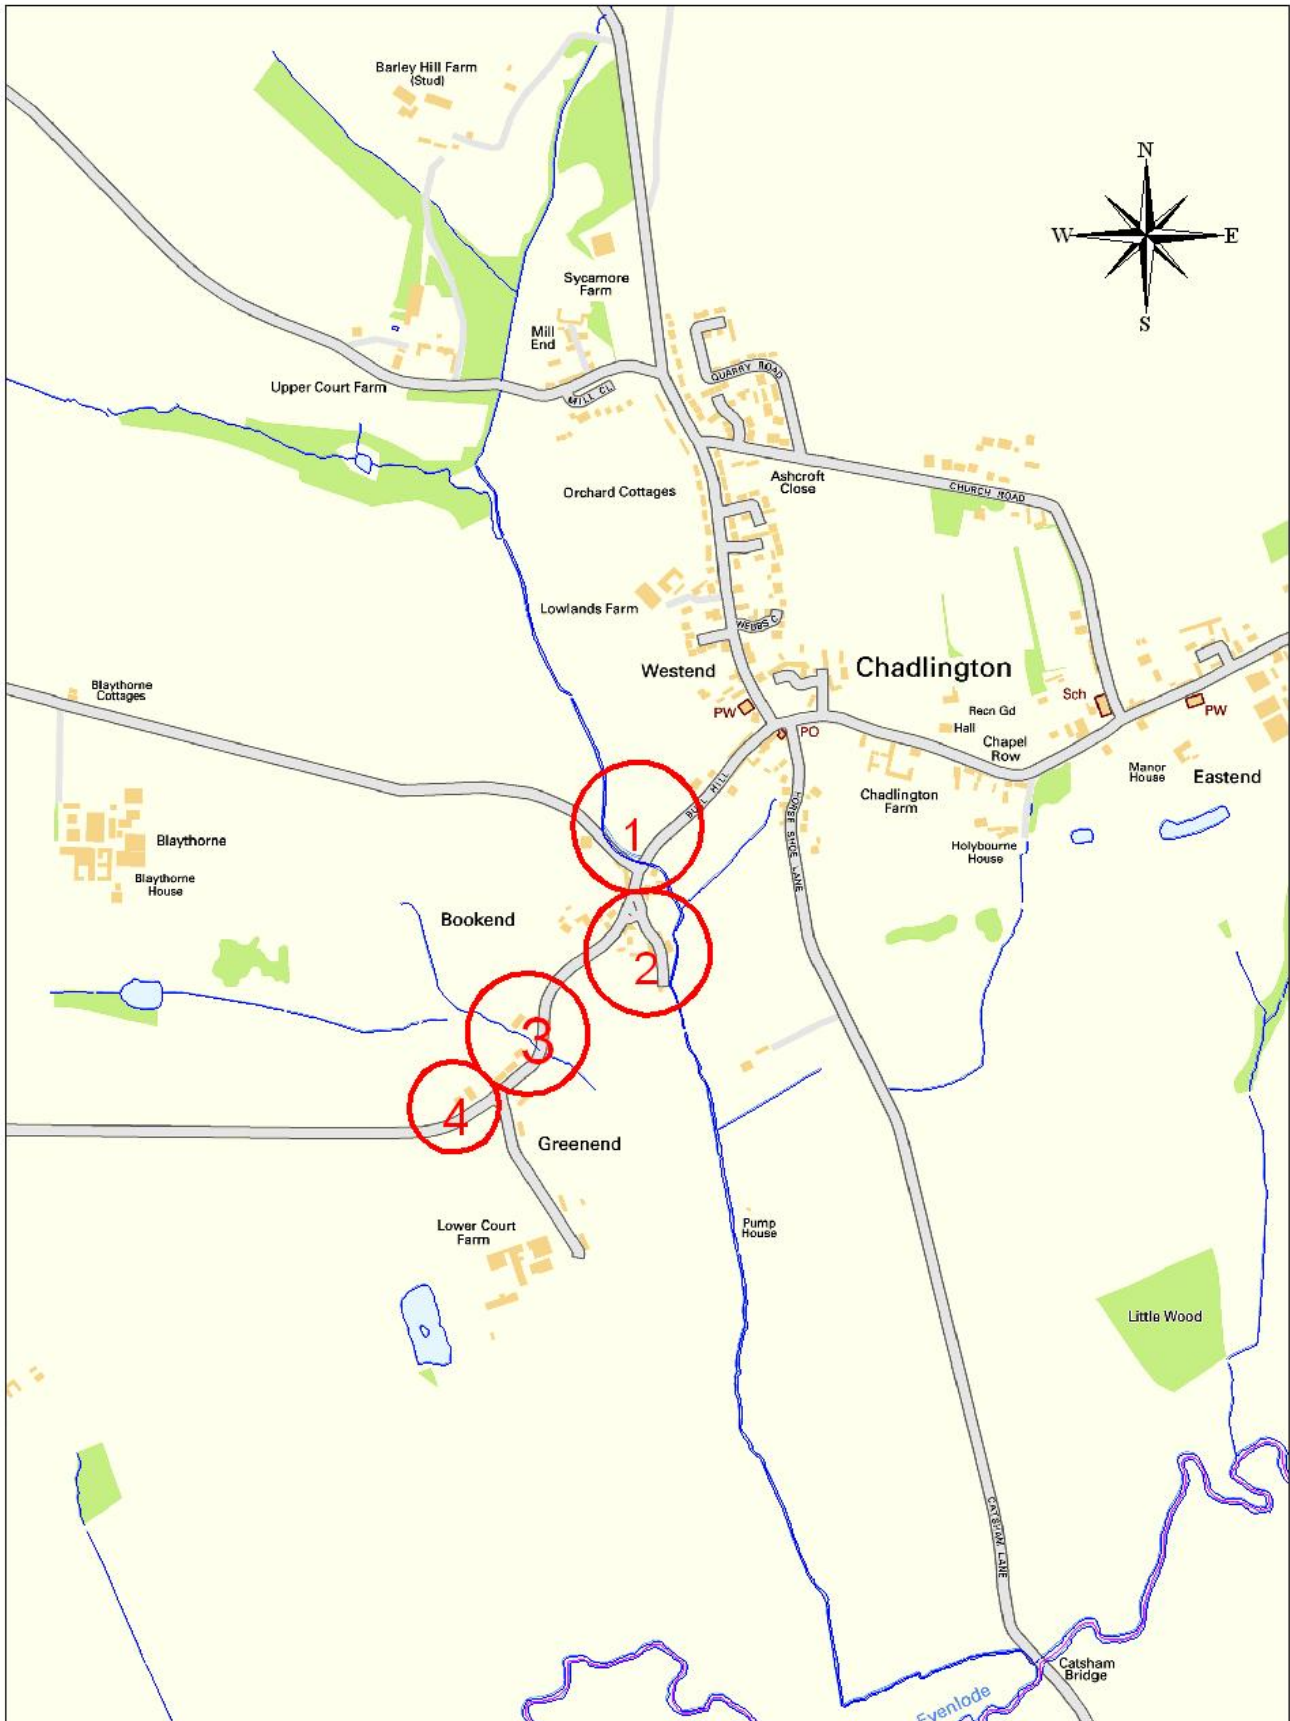 Barley Hill Farm
(Stud)
N
W
E
S
Sycamore
Farm
Mill
End
Upper Court Farm
MILL CL
QUARRY ROAD
Orchard Cottages
Ashcroft
Close
CHURCH ROAD
Lowlands Farm
WEBBS C
Westend
Chadlington
Blaythorne
Cottages
Sch
PW
PW
Recn Gd
Hall
PO
Chapel
Row
Manor
House
Eastend
BULL HILL
HORSE SHOE LANE
Chadlington
Farm
1
Blaythorne
Holybourne
House
Blaythorne
House
Bookend
2
3
4
Greenend
Lower Court
Farm
Pump
House
Little Wood
CATSHAM LANE
Catsham
Bridge
Evenlode